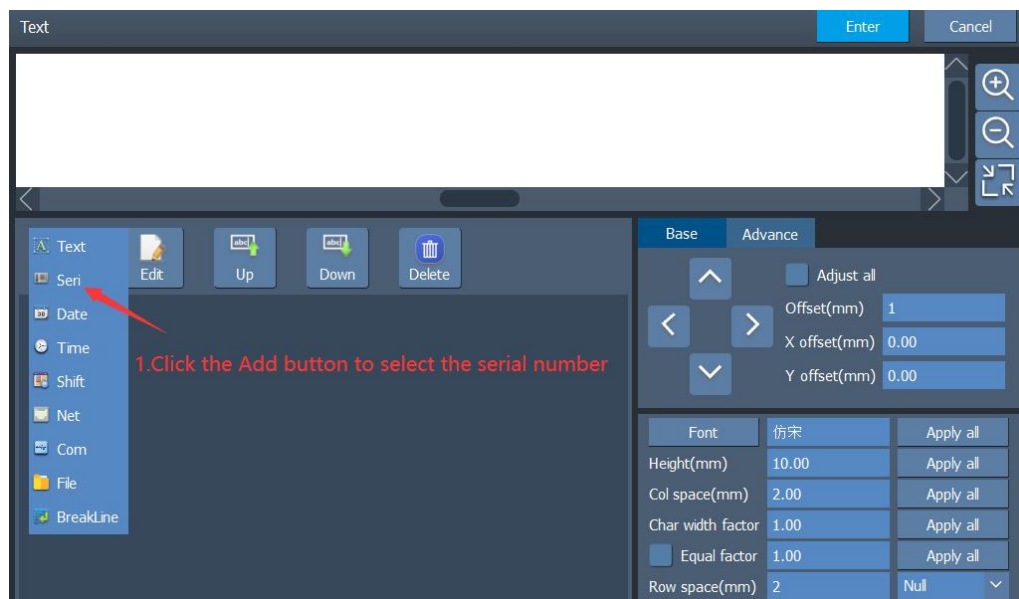 Text
Enter
Cancel
Text
Seri
Date
Time
Shift
Net
Com
File
BreakLine
Edit
abc
Up
abc
Down
Delete
1.Click the Add button to select the serial number
Base
Advance
Adjust all
Offset(mm) 1
X offset(mm) 0.00
Y offset(mm) 0.00
Font 仿宋 Apply all
Height(mm) 10.00 Apply all
Col space(mm) 2.00 Apply all
Char width factor 1.00 Apply all
Equal factor 1.00 Apply all
Row space(mm) 2 Null